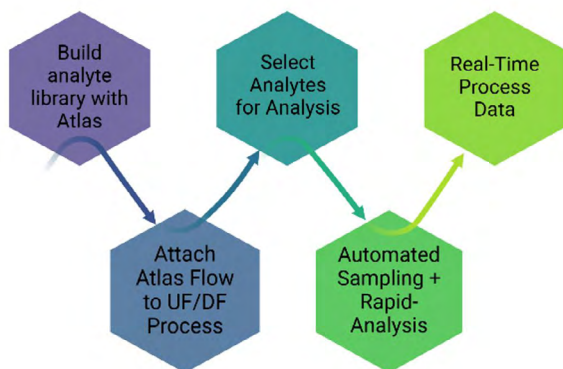 Build
analyte
library with
Atlas
Attach
Atlas Flow
to UF/DF
Process
Select
Analytes
for Analysis
Automated
Sampling +
Rapid-
Analysis
Real-Time
Process
Data